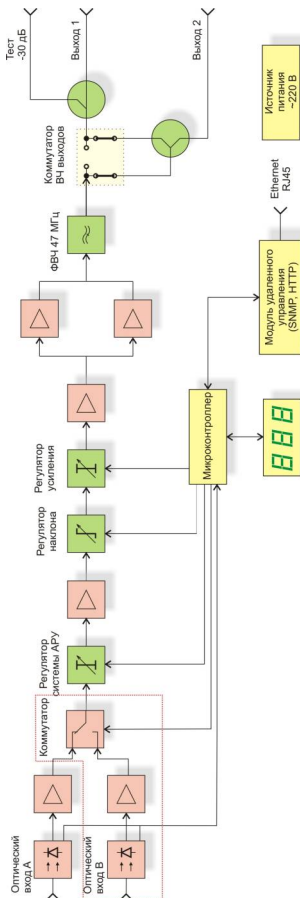 Оптический
вход А
Оптический
вход В
Коммутатор
Регулятор
системы АРУ
Регулятор
наклона
Регулятор
усиления
ФВЧ 47 МГц
Коммутатор
ВЧ выходов
Тест
-30 дБ
Выход 1
Выход 2
Микроконтроллер
888
Модуль удаленного
управления
(SNMP, HTTP)
Ethernet
RJ45
Источник
питания
~220 В